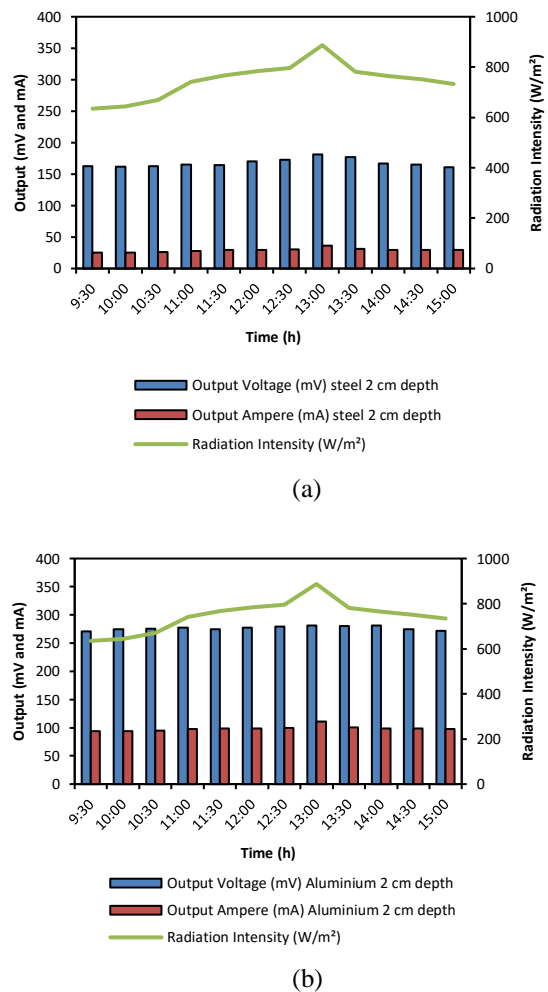 400
350
300
250
200
150
100
50
0
Output (mV and mA)
1000
800
600
400
200
0
Radiation Intensity (W/m²)
9:30 10:00 10:30 11:00 11:30 12:00 12:30 13:00 13:30 14:00 14:30 15:00
Time (h)
Output Voltage (mV) steel 2 cm depth
Output Ampere (mA) steel 2 cm depth
Radiation Intensity (W/m²)
(a)
400
350
300
250
200
150
100
50
0
Output (mV and mA)
1000
800
600
400
200
0
Radiation Intensity (W/m²)
9:30 10:00 10:30 11:00 11:30 12:00 12:30 13:00 13:30 14:00 14:30 15:00
Time (h)
Output Voltage (mV) Aluminium 2 cm depth
Output Ampere (mA) Aluminium 2 cm depth
Radiation Intensity (W/m²)
(b)